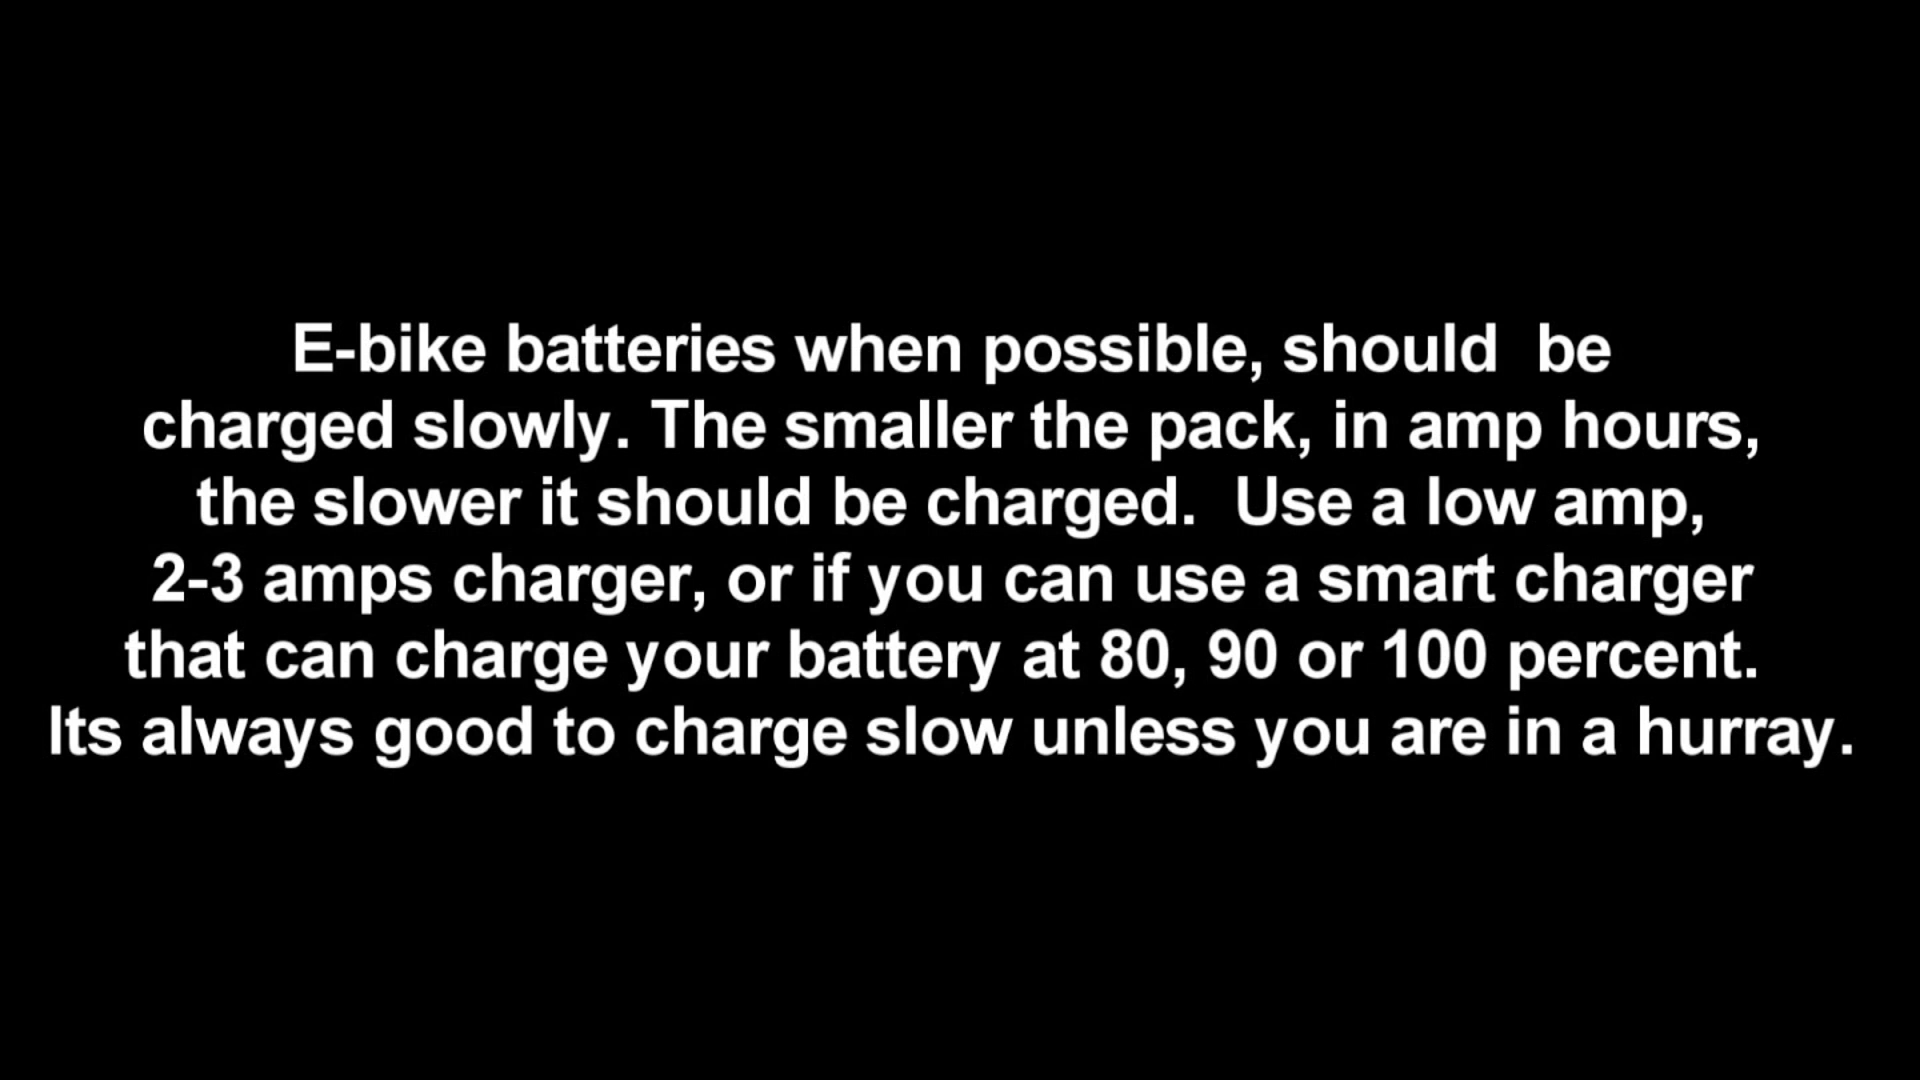 E-bike batteries when possible, should  be
charged slowly. The smaller the pack, in amp hours,
the slower it should be charged.  Use a low amp,
2-3 amps charger, or if you can use a smart charger
that can charge your battery at 80, 90 or 100 percent.
Its always good to charge slow unless you are in a hurray.